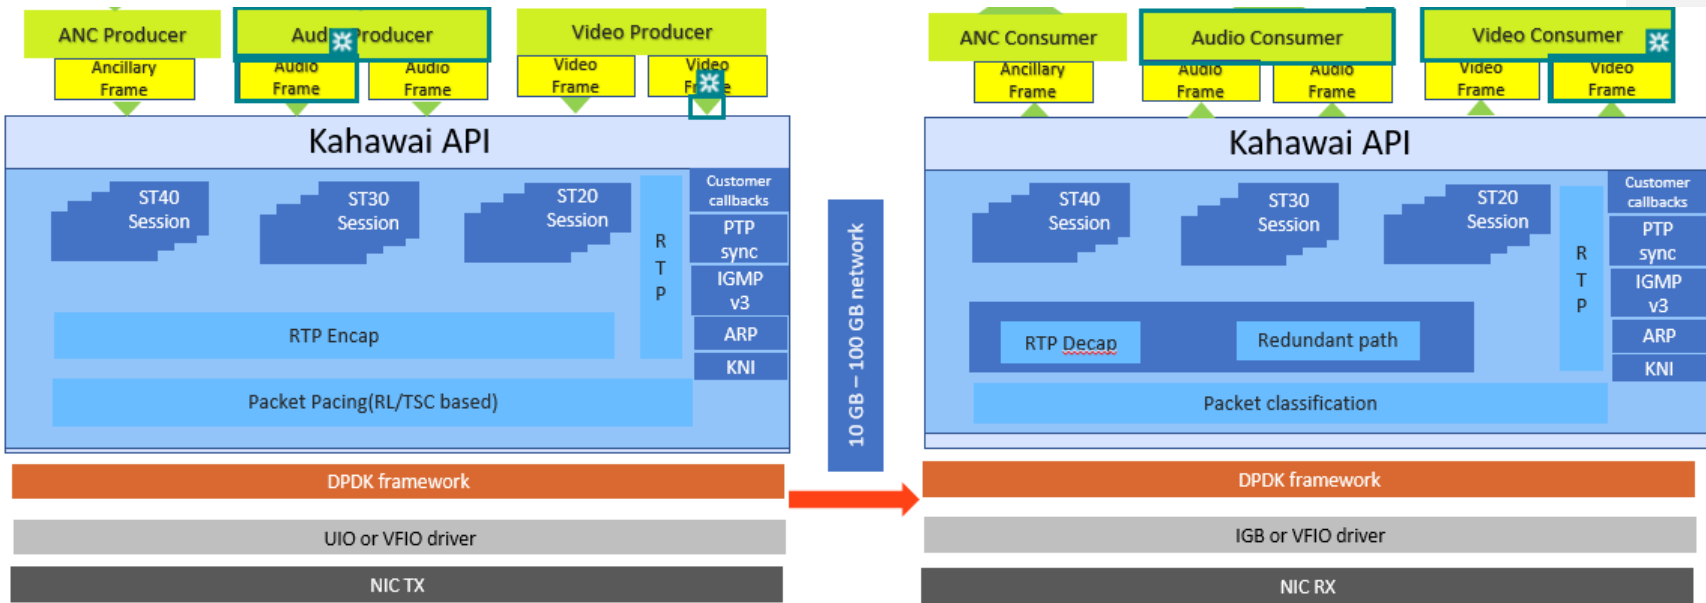 ANC Producer
Audio Producer
Video Producer
Ancillary
Frame
Audio
Frame
Audio
Frame
Video
Frame
Video
Frame
Kahawai API
ST40
Session
ST30
Session
ST20
Session
R
T
P
Customer
callbacks
PTP
sync
IGMP
v3
ARP
KNI
RTP Encap
Packet Pacing(RL/TSC based)
DPDK framework
UIO or VFIO driver
NIC TX
10 GB – 100 GB network
ANC Consumer
Audio Consumer
Video Consumer
Ancillary
Frame
Audio
Frame
Audio
Frame
Video
Frame
Video
Frame
Kahawai API
ST40
Session
ST30
Session
ST20
Session
R
T
P
Customer
callbacks
PTP
sync
IGMP
v3
ARP
KNI
RTP Decap
Redundant path
Packet classification
DPDK framework
IGB or VFIO driver
NIC RX